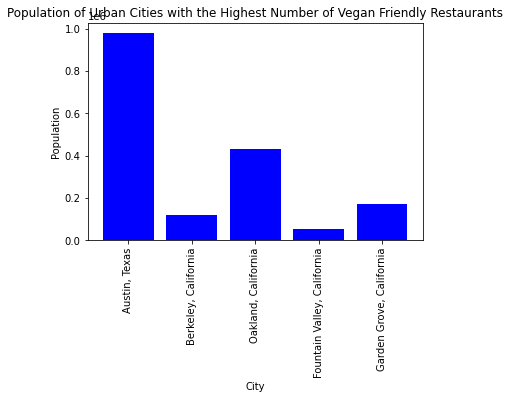 Population of Urban Cities with the Highest Number of Vegan Friendly Restaurants
1e6
1.0
0.8
0.6
0.4
0.2
0.0
Population
Austin, Texas
Berkeley, California
Oakland, California
Fountain Valley, California
Garden Grove, California
City